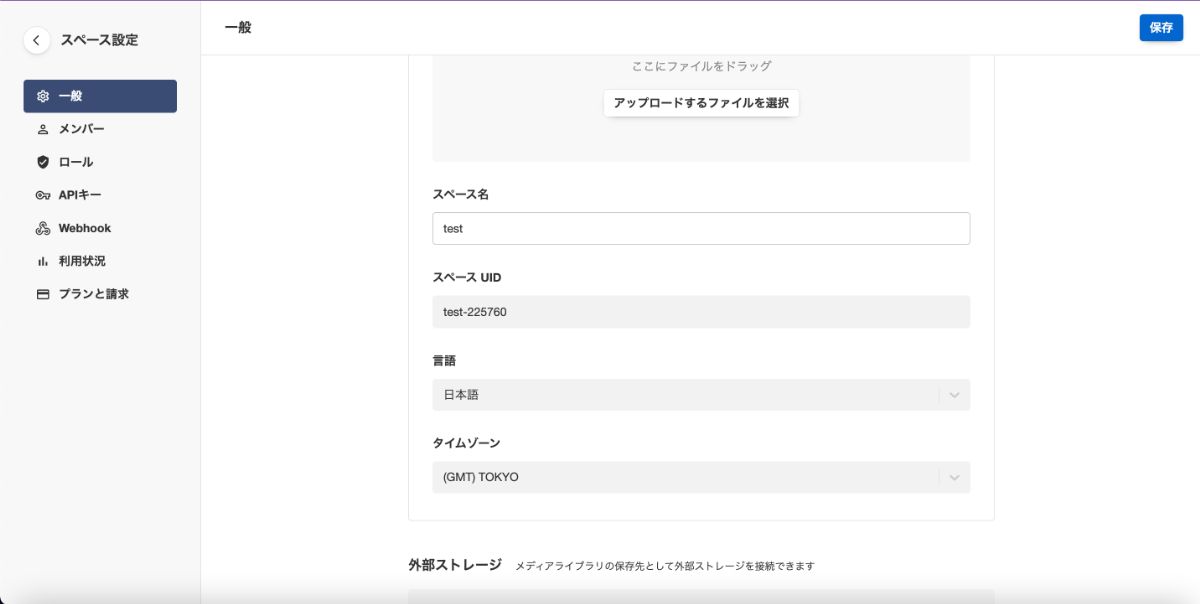 スペース設定
一般
メンバー
ロール
APIキー
Webhook
利用状況
プランと請求
一般
保存
ここにファイルをドラッグ
アップロードするファイルを選択
スペース名
test
スペース UID
test-225760
言語
日本語
タイムゾーン
(GMT) TOKYO
外部ストレージ メディアライブラリの保存先として外部ストレージを接続できます